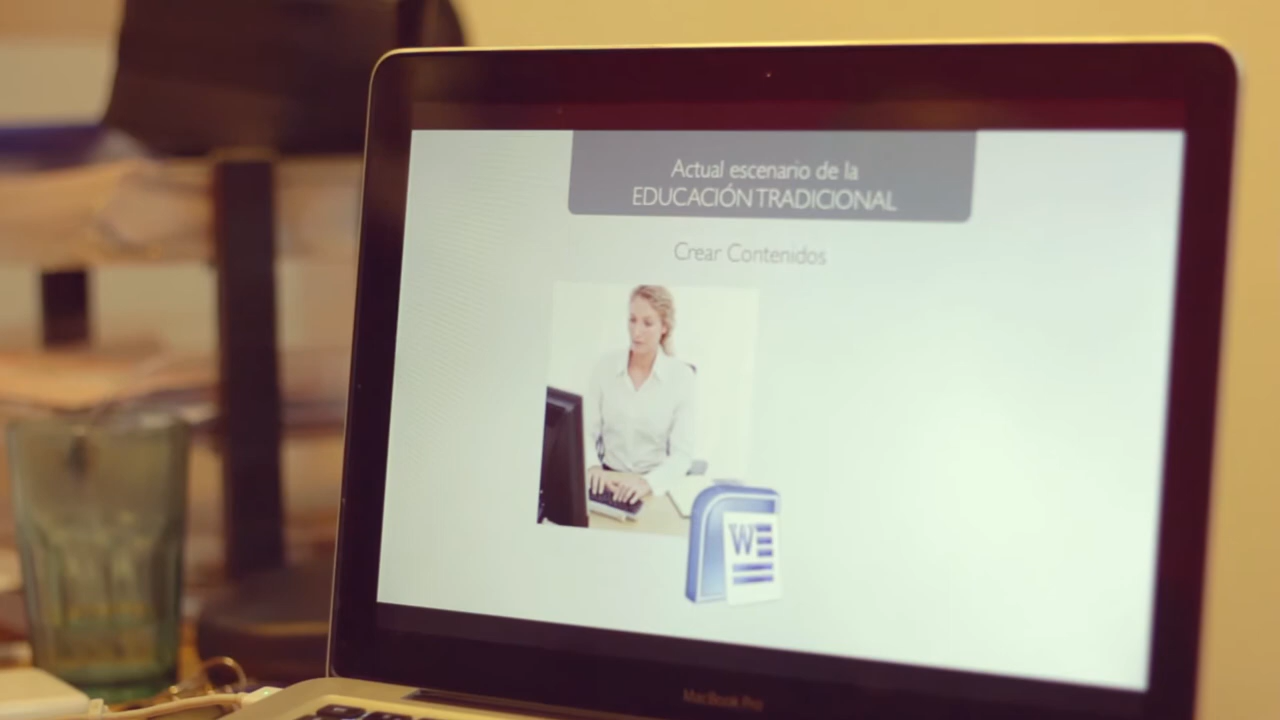 Actual escenario de la
EDUCACIÓN TRADICIONAL
Crear Contenidos
W
MacBook Pro